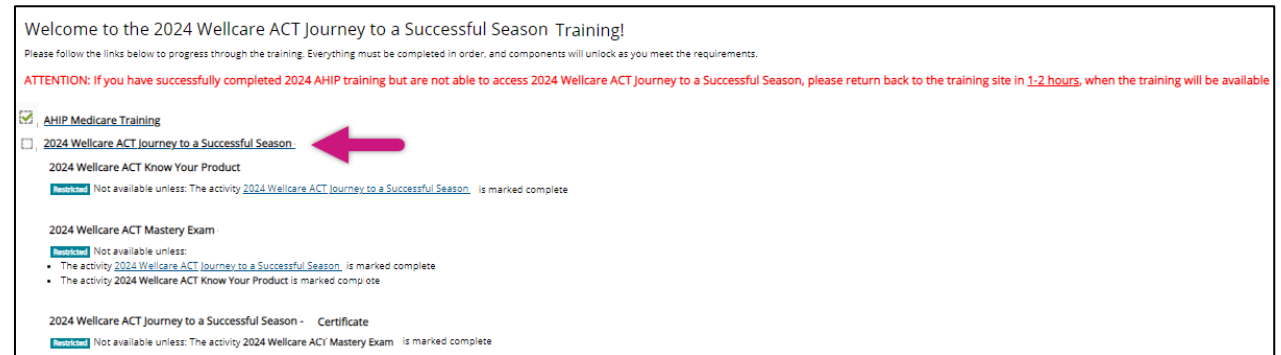 Welcome to the 2024 Wellcare ACT Journey to a Successful Season Training!
Please follow the links below to progress through the training. Everything must be completed in order, and components will unlock as you meet the requirements.
ATTENTION: If you have successfully completed 2024 AHIP training but are not able to access 2024 Wellcare ACT Journey to a Successful Season, please return back to the training site in 1-2 hours, when the training will be available
AHIP Medicare Training
2024 Wellcare ACT Journey to a Successful Season
2024 Wellcare ACT Know Your Product
Restricted Not available unless: The activity 2024 Wellcare ACT Journey to a Successful Season is marked complete
2024 Wellcare ACT Mastery Exam
Restricted Not available unless:
• The activity 2024 Wellcare ACT Journey to a Successful Season is marked complete
• The activity 2024 Wellcare ACT Know Your Product is marked complete
2024 Wellcare ACT Journey to a Successful Season - Certificate
Restricted Not available unless: The activity 2024 Wellcare ACT Mastery Exam is marked complete